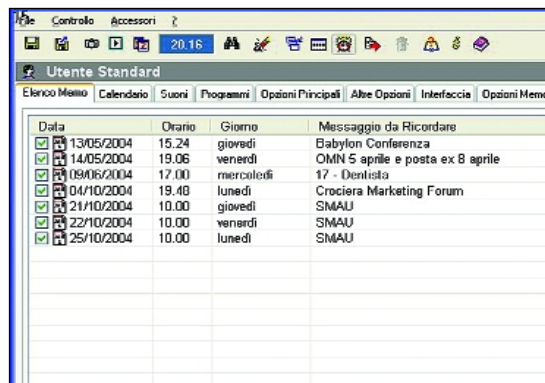 File Controllo Accessori ?
20.16
Utente Standard
Elenco Memo Calendario Suoni Programmi Opzioni Principali Altre Opzioni Interfaccia Opzioni Memo
Data Orario Giorno Messaggio da Ricordare
13/05/2004 15.24 giovedì Babylon Conferenza
14/05/2004 19.06 venerdì OMN 5 aprile e posta ex 8 aprile
09/06/2004 17.00 mercoledì 17 - Dentista
04/10/2004 19.48 lunedì Crociera Marketing Forum
21/10/2004 10.00 giovedì SMAU
22/10/2004 10.00 venerdì SMAU
25/10/2004 10.00 lunedì SMAU